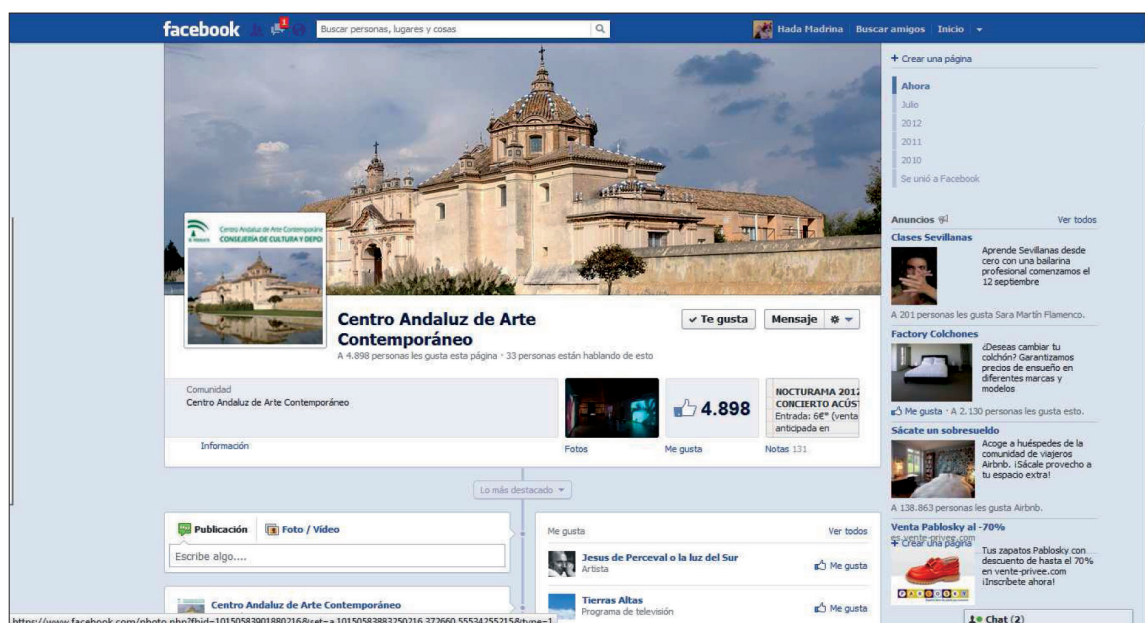 facebook
1
Buscar personas, lugares y cosas
Hada Madrina
Buscar amigos
Inicio
+ Crear una página
Ahora
Julio
2012
2011
2010
Se unió a Facebook
Centro Andaluz de Arte Contemporáne
CONSEJERÍA DE CULTURA Y DEPO
Centro Andaluz de Arte
Contemporáneo
A 4.898 personas les gusta esta página · 33 personas están hablando de esto
✓ Te gusta
Mensaje
Comunidad
Centro Andaluz de Arte Contemporáneo
Información
Fotos
4.898
Me gusta
NOCTURAMA 2012
CONCIERTO ACÚST
Entrada: 6€* (venta
anticipada en
Notas 131
Lo más destacado
Publicación
Foto / Vídeo
Escribe algo....
Centro Andaluz de Arte Contemporáneo
Me gusta
Ver todos
Jesus de Perceval o la luz del Sur
Artista
Me gusta
Tierras Altas
Programa de televisión
Me gusta
Anuncios
Ver todos
Clases Sevillanas
Aprende Sevillanas desde
cero con una bailarina
profesional comenzamos el
12 septiembre
A 201 personas les gusta Sara Martín Flamenco.
Factory Colchones
¿Deseas cambiar tu
colchón? Garantizamos
precios de ensueño en
diferentes marcas y
modelos
Me gusta · A 2.130 personas les gusta esto.
Sácate un sobresueldo
Acoge a huéspedes de la
comunidad de viajeros
Airbnb. ¡Sácale provecho a
tu espacio extra!
A 138.863 personas les gusta Airbnb.
Venta Pablosky al -70%
es.vente-privee.com
+ Crear una página
Tus zapatos Pablosky con
descuento de hasta el 70%
en vente-privee.com
¡Inscríbete ahora!
PABLOSKY
Chat (2)